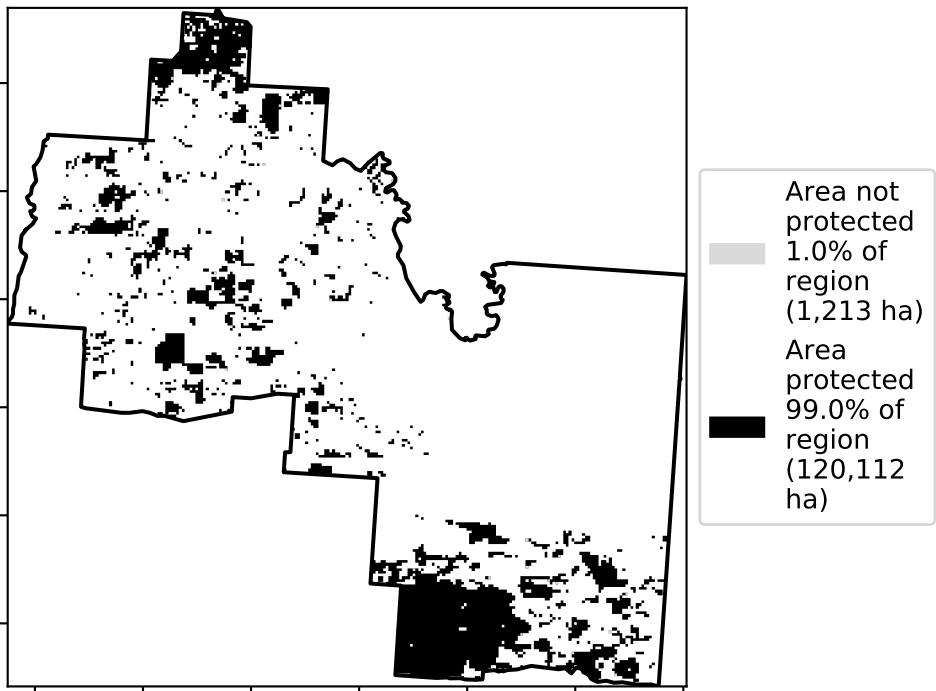 Area not
protected
1.0% of
region
(1,213 ha)
Area
protected
99.0% of
region
(120,112
ha)